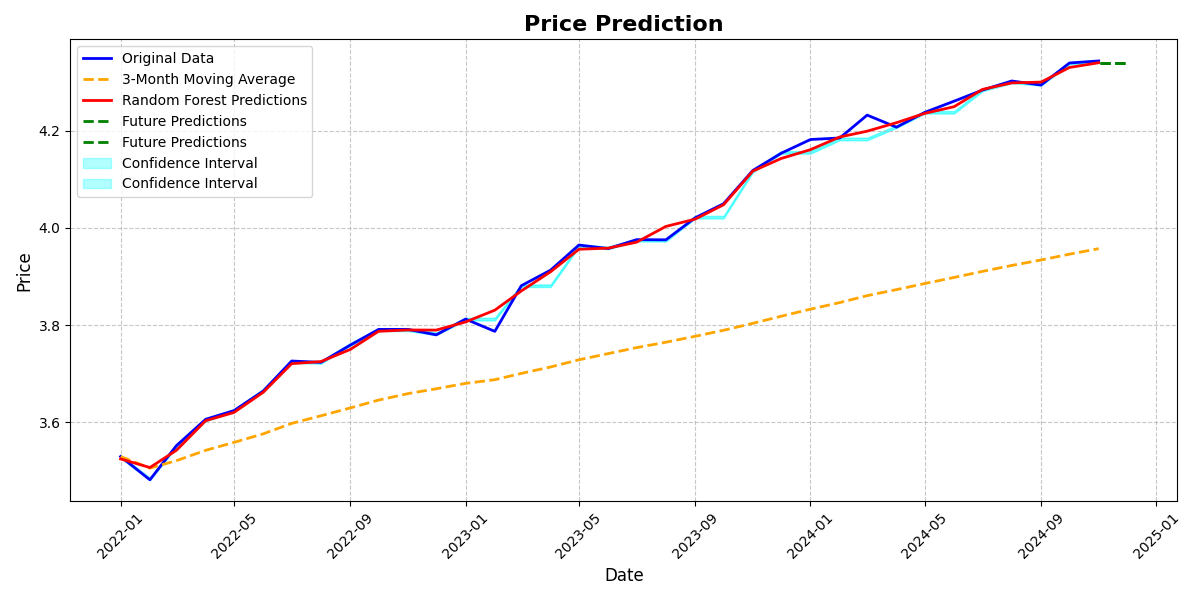 Price Prediction
Original Data
3-Month Moving Average
Random Forest Predictions
Future Predictions
Future Predictions
Confidence Interval
Confidence Interval
Price
4.2
4.0
3.8
3.6
2022-01
2022-05
2022-09
2023-01
2023-05
2023-09
2024-01
2024-05
2024-09
2025-01
Date